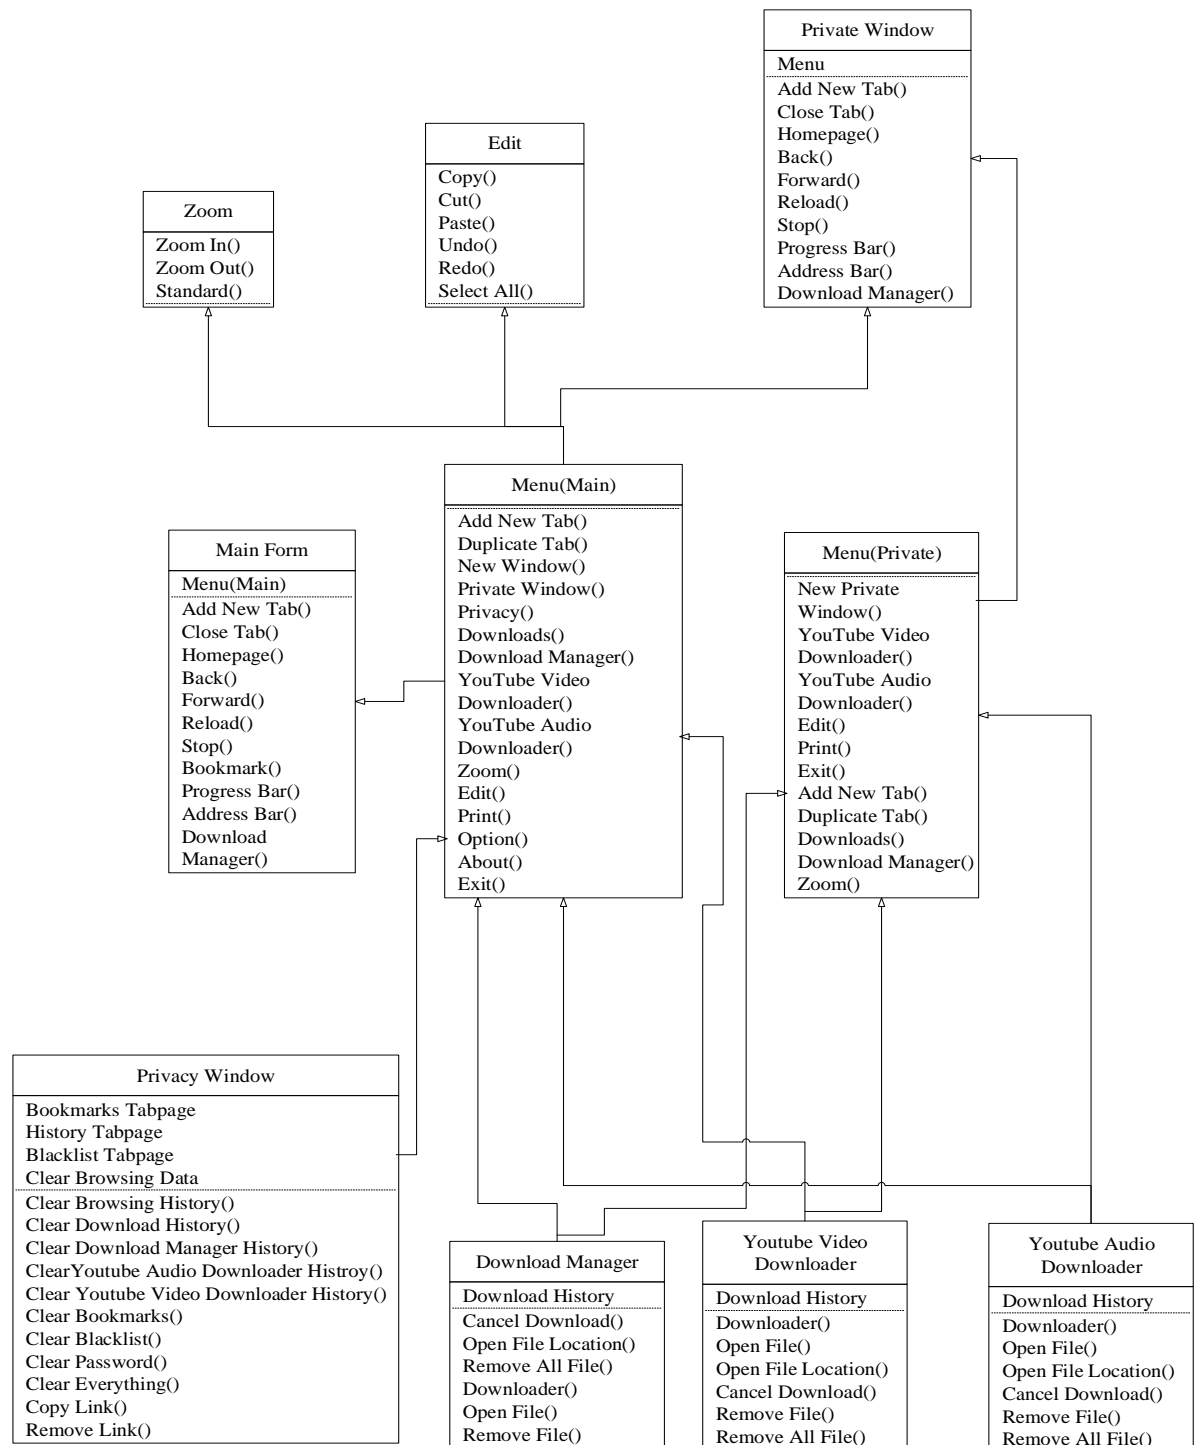 Private Window
Menu
Add New Tab()
Close Tab()
Homepage()
Back()
Forward()
Reload()
Stop()
Progress Bar()
Address Bar()
Download Manager()
Edit
Copy()
Cut()
Paste()
Undo()
Redo()
Select All()
Zoom
Zoom In()
Zoom Out()
Standard()
Menu(Main)
Add New Tab()
Duplicate Tab()
New Window()
Private Window()
Privacy()
Downloads()
Download Manager()
YouTube Video
Downloader()
YouTube Audio
Downloader()
Zoom()
Edit()
Print()
Option()
About()
Exit()
Main Form
Menu(Main)
Add New Tab()
Close Tab()
Homepage()
Back()
Forward()
Reload()
Stop()
Bookmark()
Progress Bar()
Address Bar()
Download
Manager()
Menu(Private)
New Private
Window()
YouTube Video
Downloader()
YouTube Audio
Downloader()
Edit()
Print()
Exit()
Add New Tab()
Duplicate Tab()
Downloads()
Download Manager()
Zoom()
Privacy Window
Bookmarks Tabpage
History Tabpage
Blacklist Tabpage
Clear Browsing Data
Clear Browsing History()
Clear Download History()
Clear Download Manager History()
ClearYoutube Audio Downloader Histroy()
Clear Youtube Video Downloader History()
Clear Bookmarks()
Clear Blacklist()
Clear Password()
Clear Everything()
Copy Link()
Remove Link()
Download Manager
Download History
Cancel Download()
Open File Location()
Remove All File()
Downloader()
Open File()
Remove File()
Youtube Video
Downloader
Download History
Downloader()
Open File()
Open File Location()
Cancel Download()
Remove File()
Remove All File()
Youtube Audio
Downloader
Download History
Downloader()
Open File()
Open File Location()
Cancel Download()
Remove File()
Remove All File()